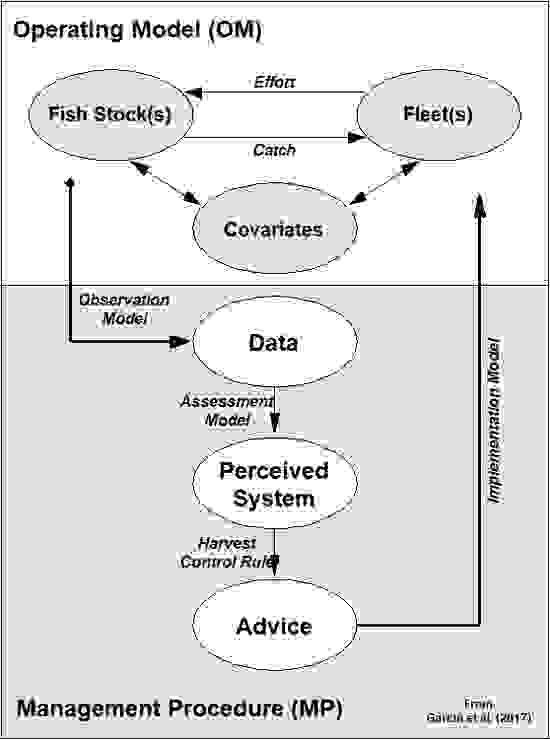 Operating Model (OM)
Effort
Fish Stock(s)
Fleet(s)
Catch
Covariates
Observation
Model
Data
Assessment
Model
Implementation Model
Perceived
System
Harvest
Control Rule
Advice
Management Procedure (MP)
From
Garcia et al. (2017)